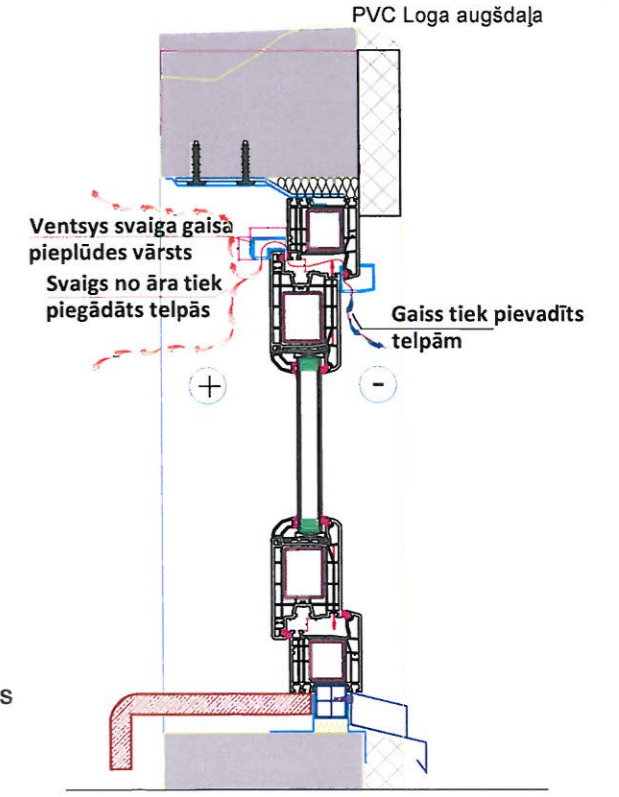 PVC Loga augšdaļa
Ventsys svaiga gaisa
pieplūdes vārsts
Svaigs no āra tiek
piegādāts telpās
Gaiss tiek pievadīts
telpām
+
-
s